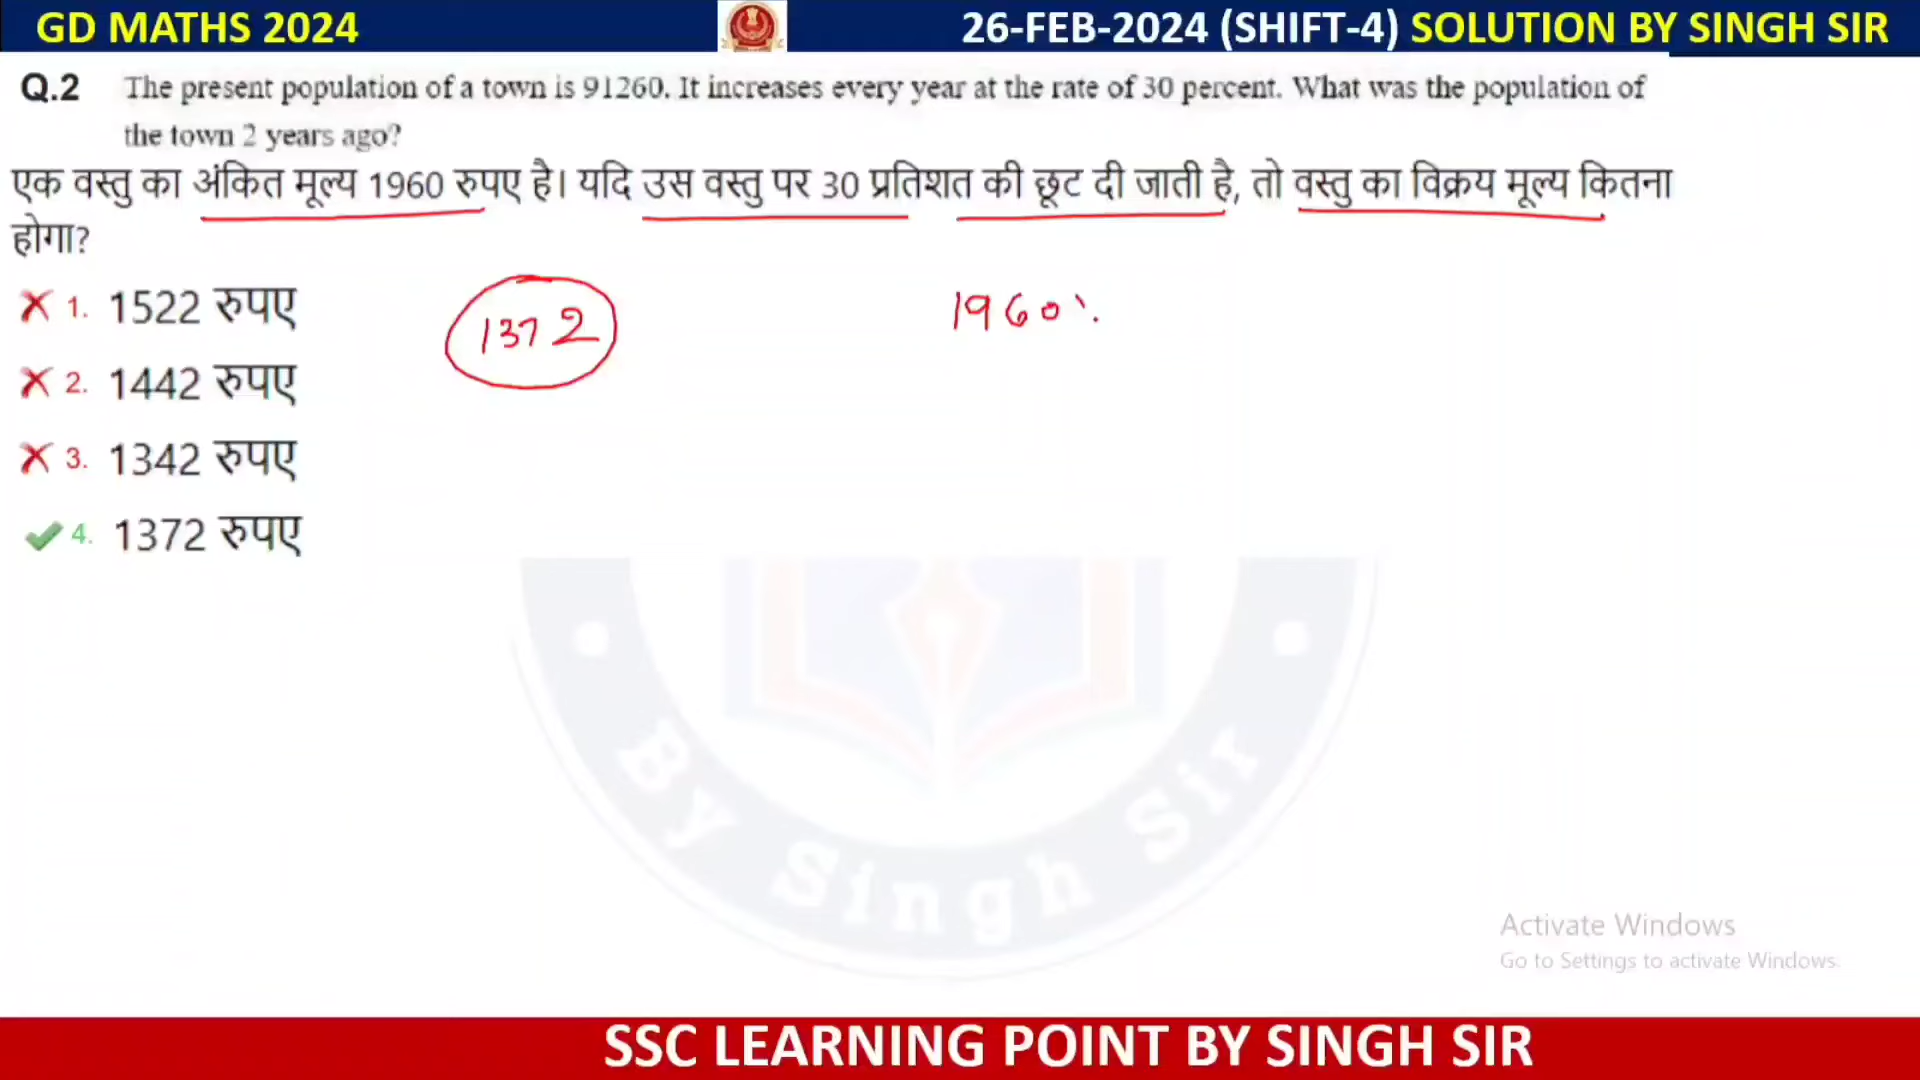 GD MATHS 2024
26-FEB-2024 (SHIFT-4) SOLUTION BY SINGH SIR
Q.2 The present population of a town is 91260. It increases every year at the rate of 30 percent. What was the population of
the town 2 years ago?
एक वस्तु का अंकित मूल्य 1960 रुपए है। यदि उस वस्तु पर 30 प्रतिशत की छूट दी जाती है, तो वस्तु का विक्रय मूल्य कितना
होगा?
1. 1522 रुपए
1372
1960
2. 1442 रुपए
3. 1342 रुपए
4. 1372 रुपए
By Singh Sir
Activate Windows
Go to Settings to activate Windows.
SSC LEARNING POINT BY SINGH SIR